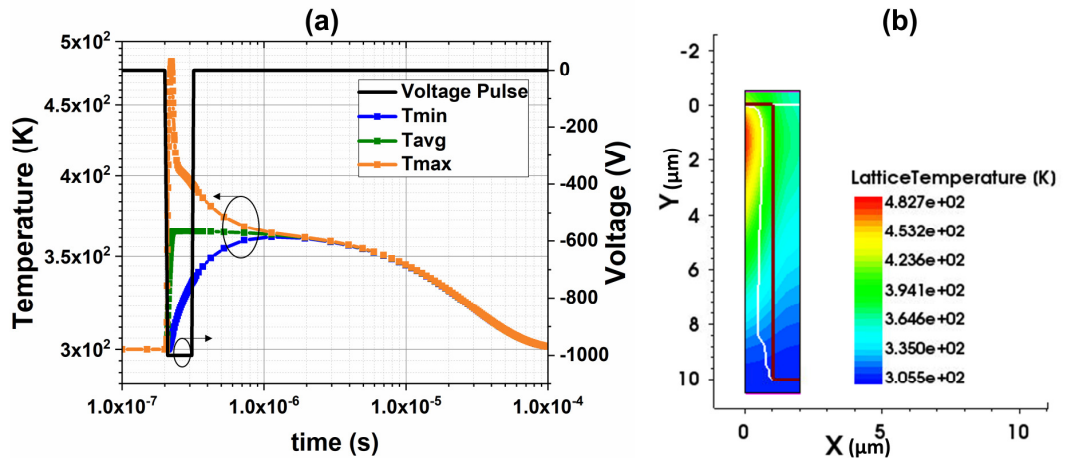 (a)
5x10²
4.5x10²
4x10²
3.5x10²
3x10²
Temperature (K)
1.0x10⁻⁷
1.0x10⁻⁶
1.0x10⁻⁵
1.0x10⁻⁴
time (s)
0
-200
-400
-600
-800
-1000
Voltage (V)
Voltage Pulse
Tmin
Tavg
Tmax
(b)
-2
0
2
4
6
8
10
Y (μm)
0
5
10
X (μm)
LatticeTemperature (K)
4.827e+02
4.532e+02
4.236e+02
3.941e+02
3.646e+02
3.350e+02
3.055e+02